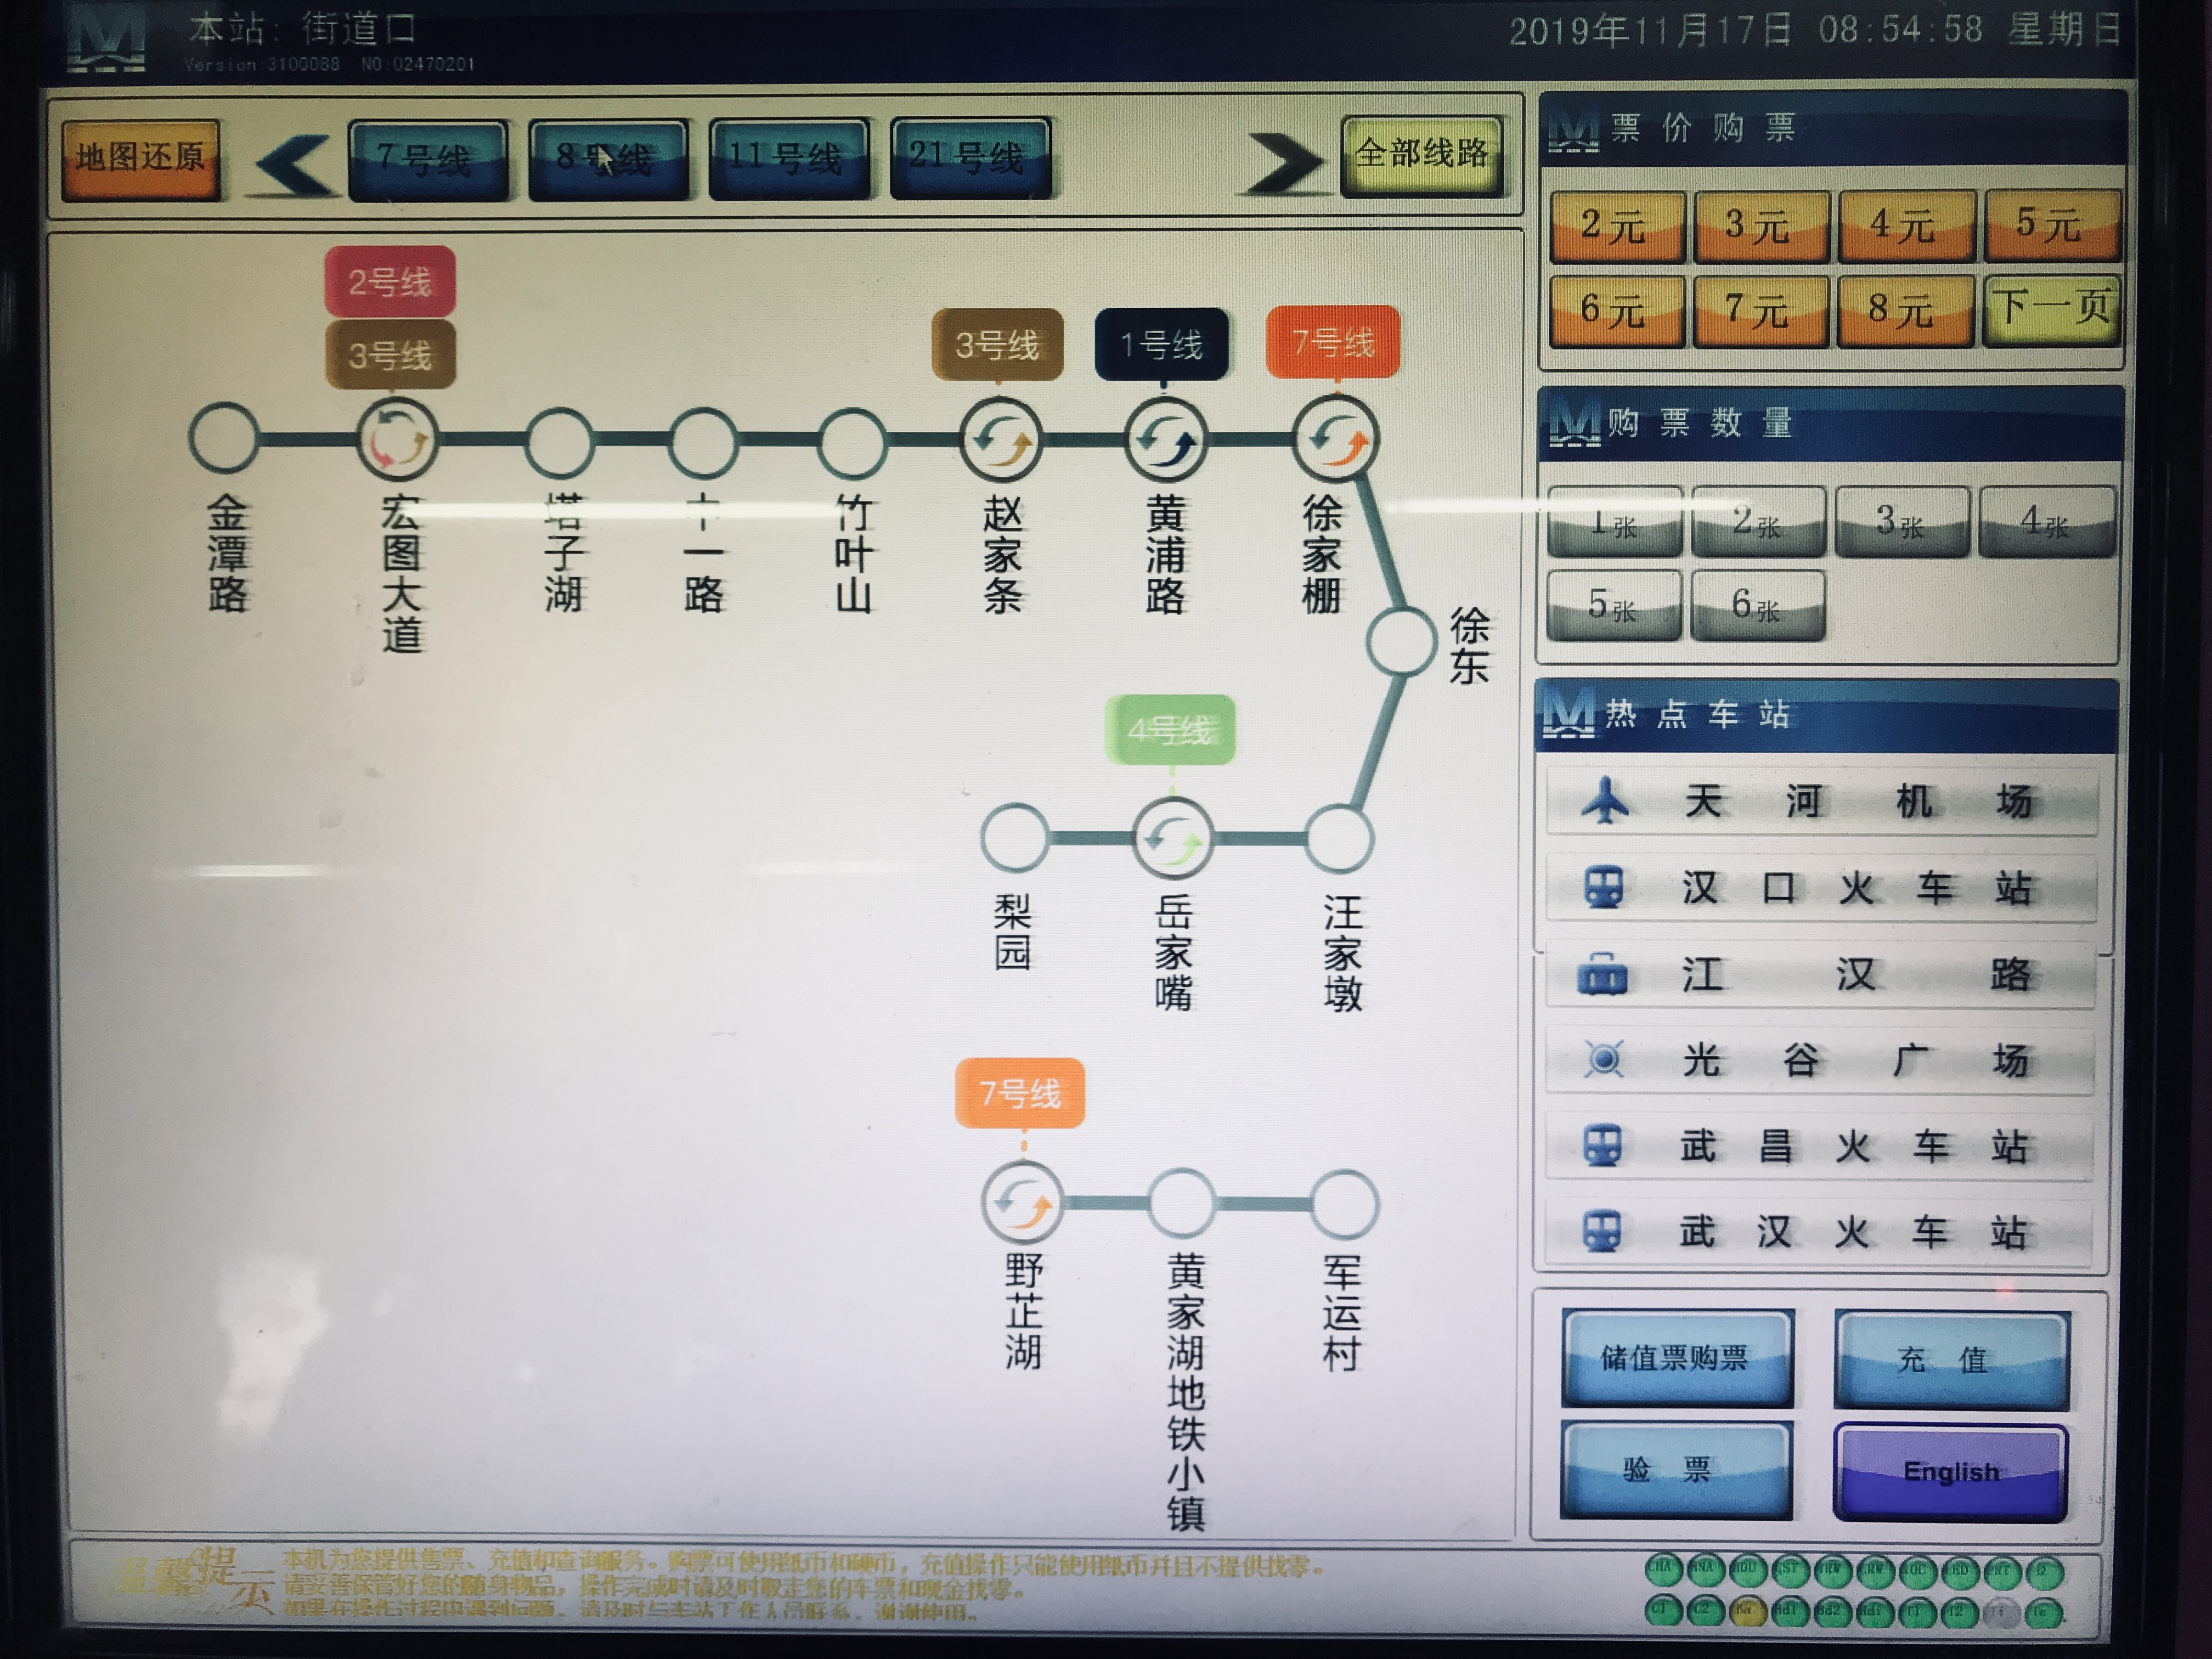 本站: 街道口
2019年11月17日 08:54:58 星期日
Version:3100088 NO:02470201
地图还原
7号线
8号线
11号线
21号线
全部线路
2号线
3号线
3号线
1号线
7号线
金潭路
宏图大道
塔子湖
十一路
竹叶山
赵家条
黄浦路
徐家棚
徐东
4号线
梨园
岳家嘴
汪家墩
7号线
野芷湖
黄家湖地铁小镇
军运村
票价购票
2元 3元 4元 5元
6元 7元 8元 下一页
购票数量
1张 2张 3张 4张
5张 6张
热点车站
天河机场
汉口火车站
江汉路
光谷广场
武昌火车站
武汉火车站
储值票购票 充 值
验 票 English
温馨提示
本机为您提供售票、充值和查询服务。购票可使用纸币和硬币，充值操作只能使用纸币并且不提供找零。
请妥善保管好您的随身物品，操作完成时请及时取走您的车票和现金找零。
如果在操作过程中遇到问题，请及时与车站工作人员联系，谢谢使用。